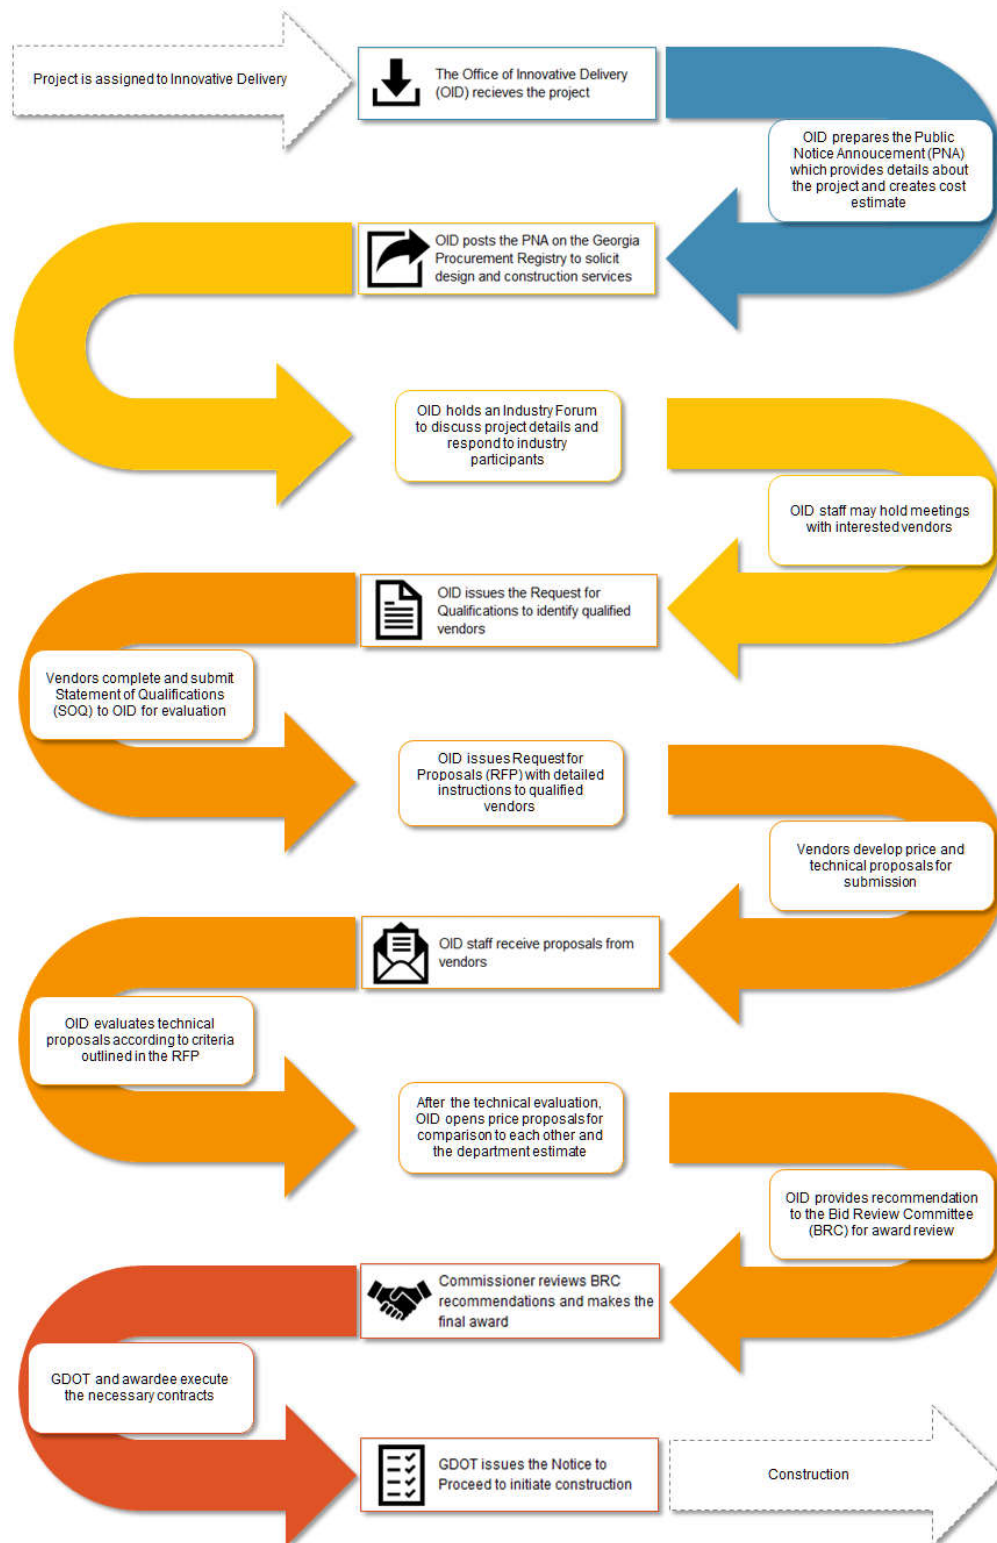 Project is assigned to Innovative Delivery
The Office of Innovative Delivery
(OID) recieves the project
OID prepares the Public
Notice Annoucement (PNA)
which provides details about
the project and creates cost
estimate
OID posts the PNA on the Georgia
Procurement Registry to solicit
design and construction services
OID holds an Industry Forum
to discuss project details and
respond to industry
participants
OID staff may hold meetings
with interested vendors
OID issues the Request for
Qualifications to identify qualified
vendors
Vendors complete and submit
Statement of Qualifications
(SOQ) to OID for evaluation
OID issues Request for
Proposals (RFP) with detailed
instructions to qualified
vendors
Vendors develop price and
technical proposals for
submission
OID staff receive proposals from
vendors
OID evaluates technical
proposals according to criteria
outlined in the RFP
After the technical evaluation,
OID opens price proposals for
comparison to each other and
the department estimate
OID provides recommendation
to the Bid Review Committee
(BRC) for award review
Commissioner reviews BRC
recommendations and makes the
final award
GDOT and awardee execute
the necessary contracts
GDOT issues the Notice to
Proceed to initiate construction
Construction